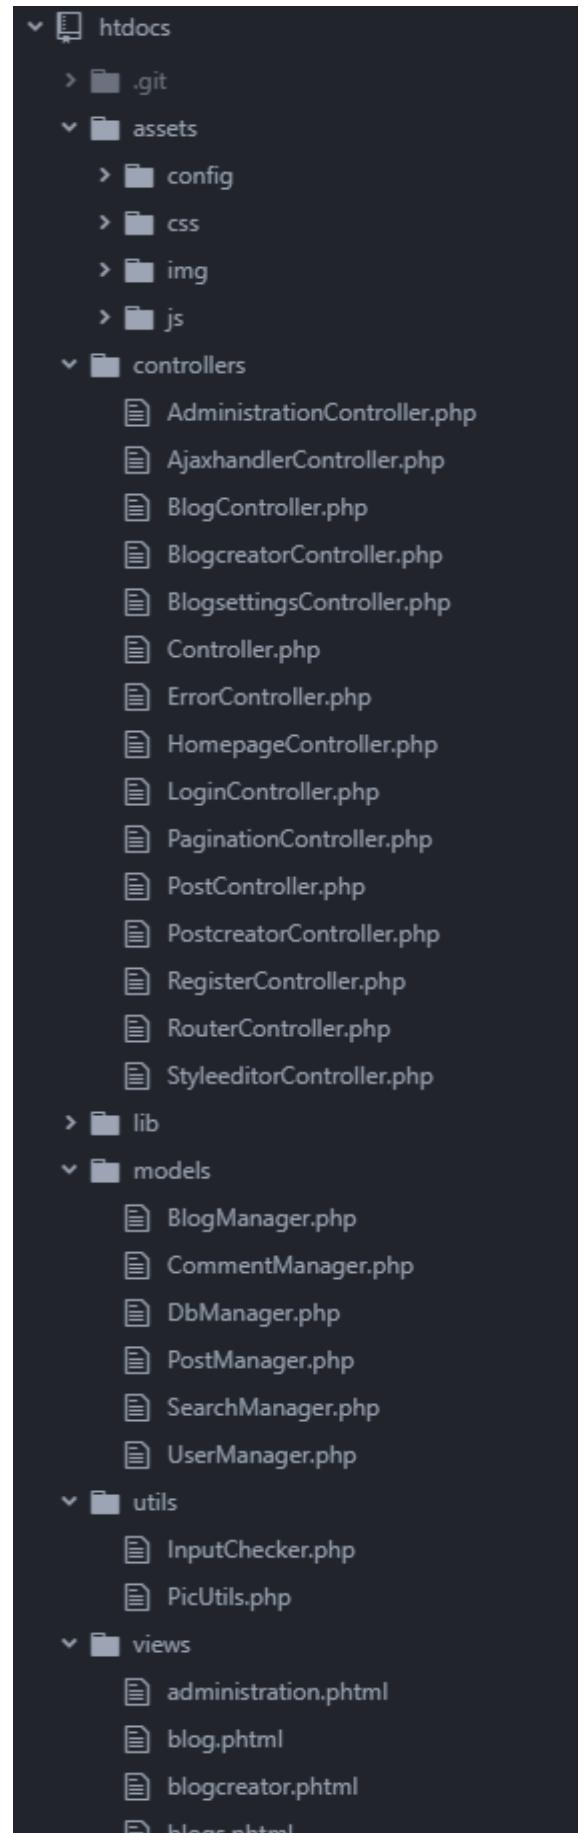 htdocs
.git
assets
config
css
img
js
controllers
AdministrationController.php
AjaxhandlerController.php
BlogController.php
BlogcreatorController.php
BlogsettingsController.php
Controller.php
ErrorController.php
HomepageController.php
LoginController.php
PaginationController.php
PostController.php
PostcreatorController.php
RegisterController.php
RouterController.php
StyleeditorController.php
lib
models
BlogManager.php
CommentManager.php
DbManager.php
PostManager.php
SearchManager.php
UserManager.php
utils
InputChecker.php
PicUtils.php
views
administration.phtml
blog.phtml
blogcreator.phtml
blogs.phtml